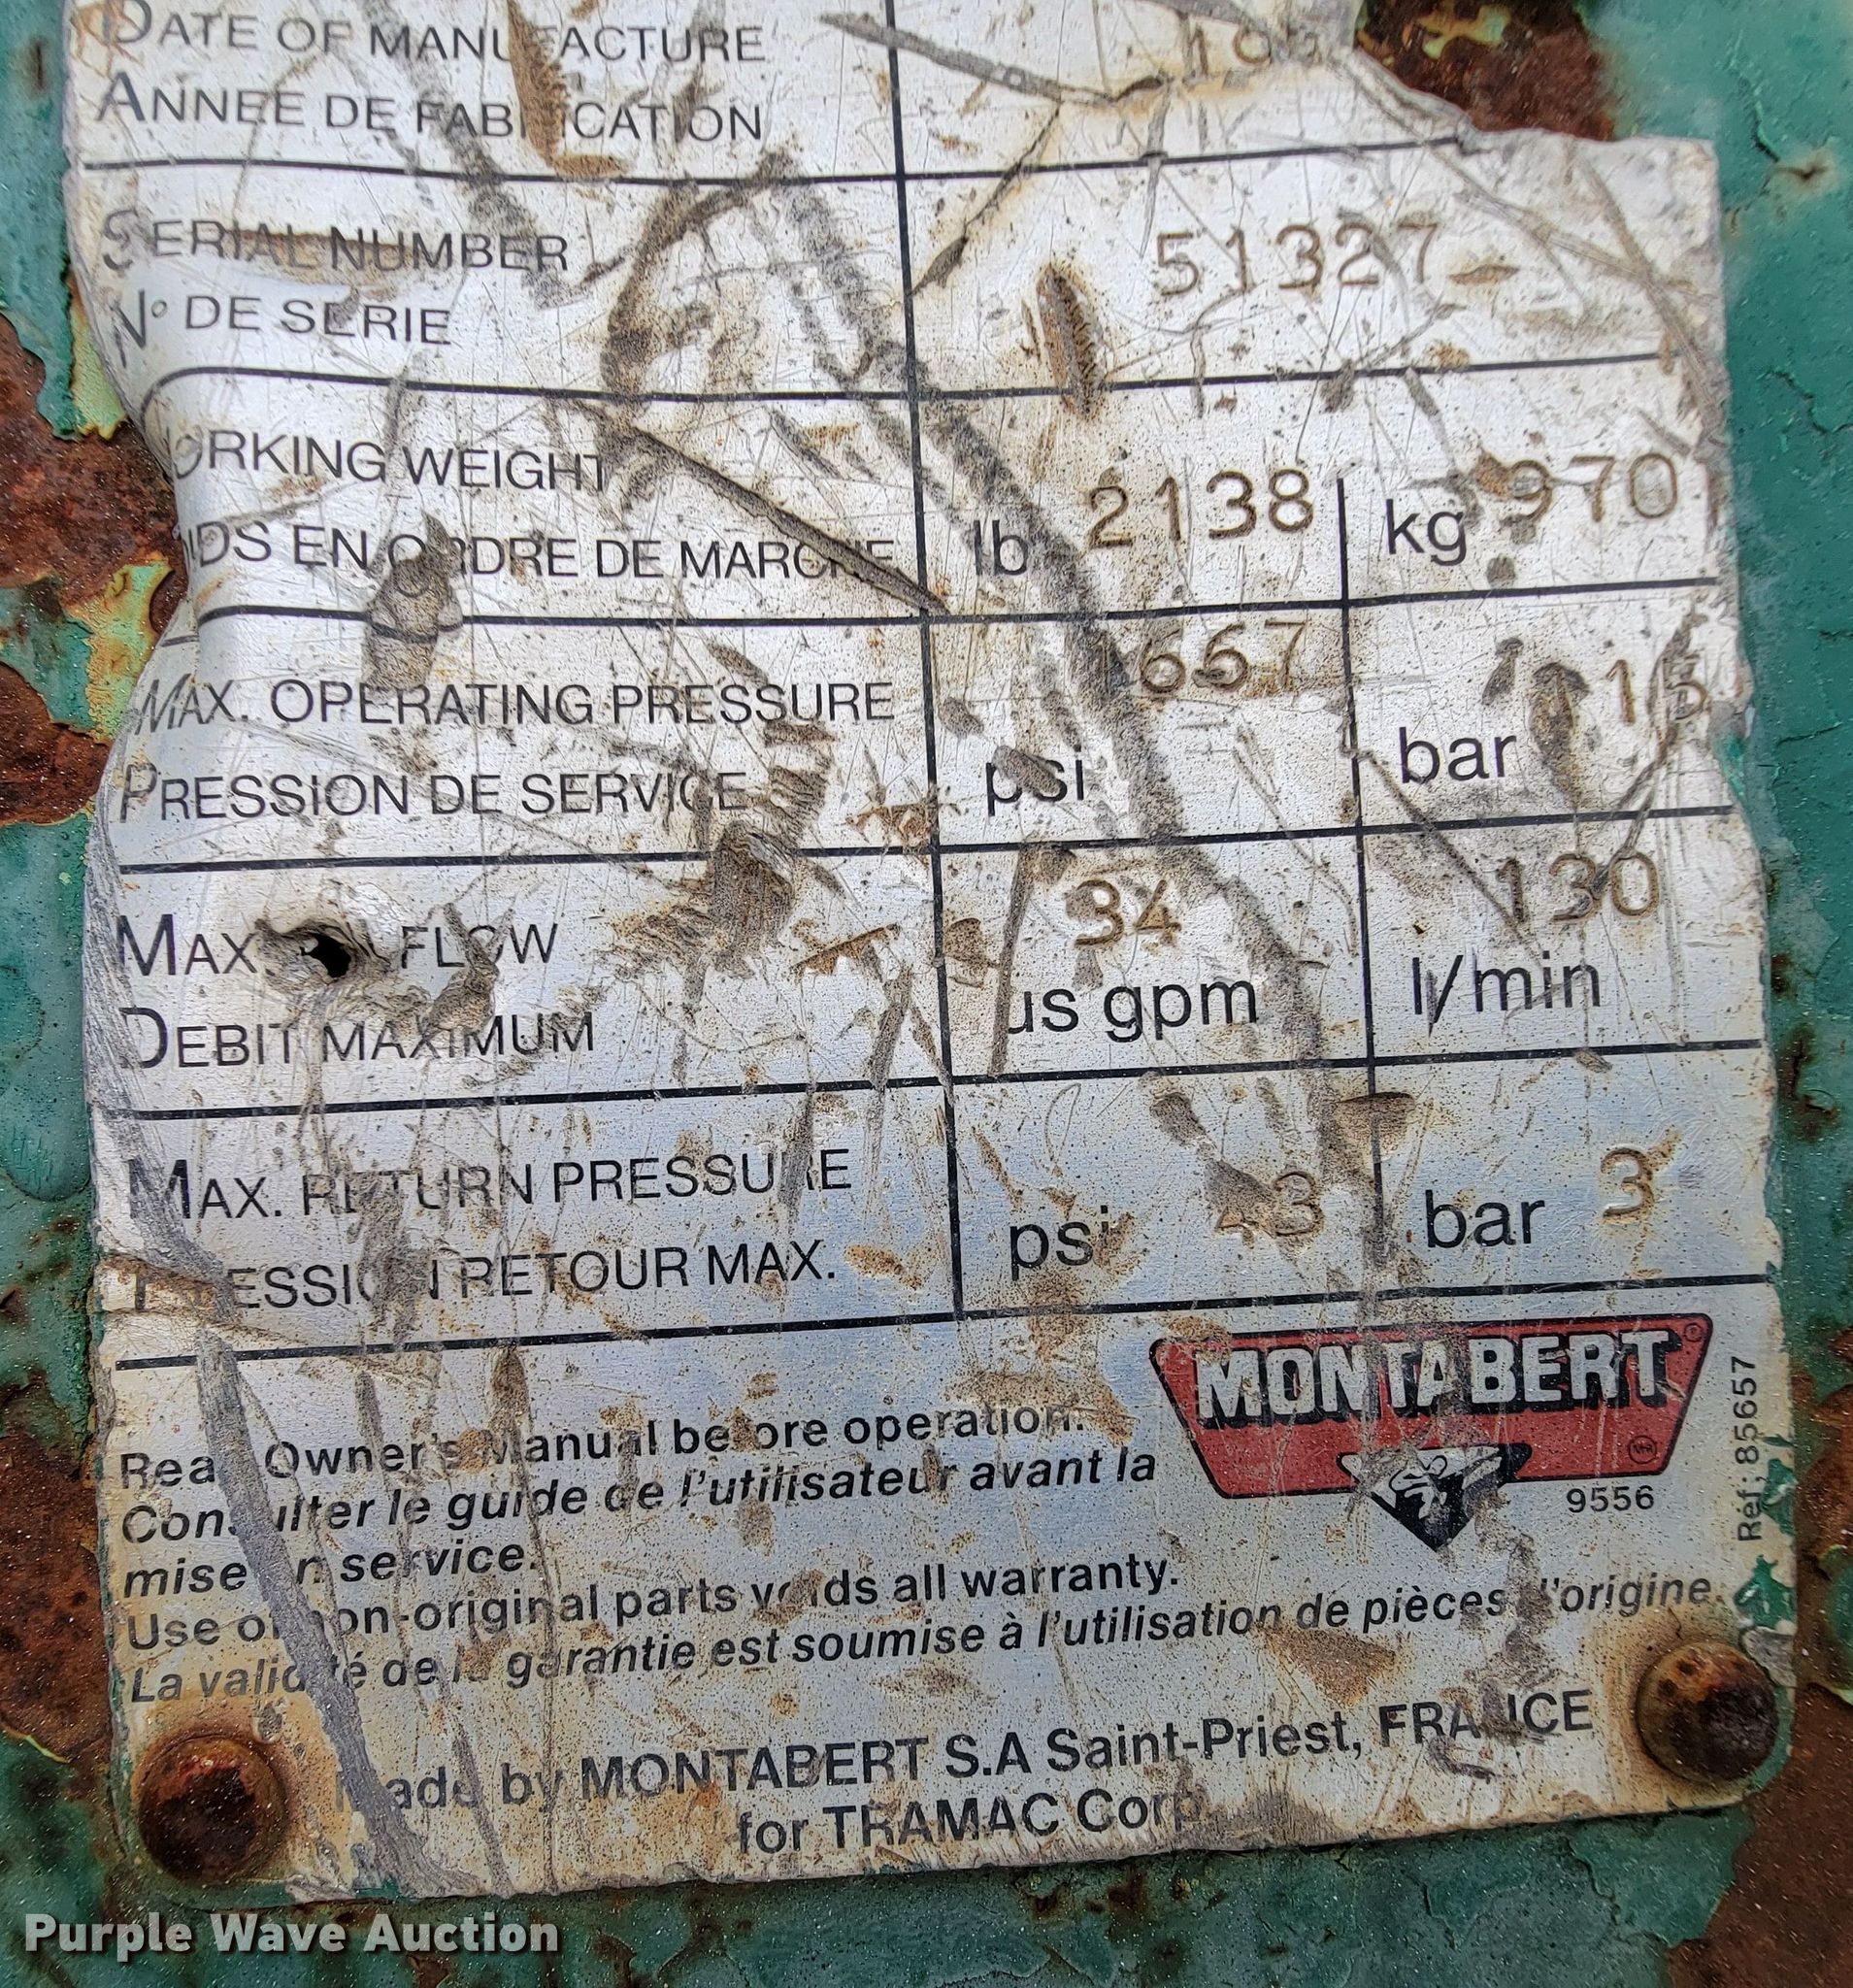 DATE OF MANUFACTURE
ANNEE DE FABRICATION
SERIAL NUMBER 51327
N° DE SERIE
WORKING WEIGHT
POIDS EN ORDRE DE MARCHE lb 2138 kg 970
MAX. OPERATING PRESSURE 1667 115
PRESSION DE SERVICE psi bar
MAX. FLOW 34 130
DEBIT MAXIMUM us gpm l/min
MAX. RETURN PRESSURE
PRESSION RETOUR MAX. psi 43 bar 3
MONTABERT
9556
Réf: 85657
Read Owner's Manual before operation.
Consulter le guide de l'utilisateur avant la
mise en service.
Use of non-original parts voids all warranty.
La validité de la garantie est soumise à l'utilisation de pièces d'origine.
Made by MONTABERT S.A Saint-Priest, FRANCE
for TRAMAC Corp
Purple Wave Auction